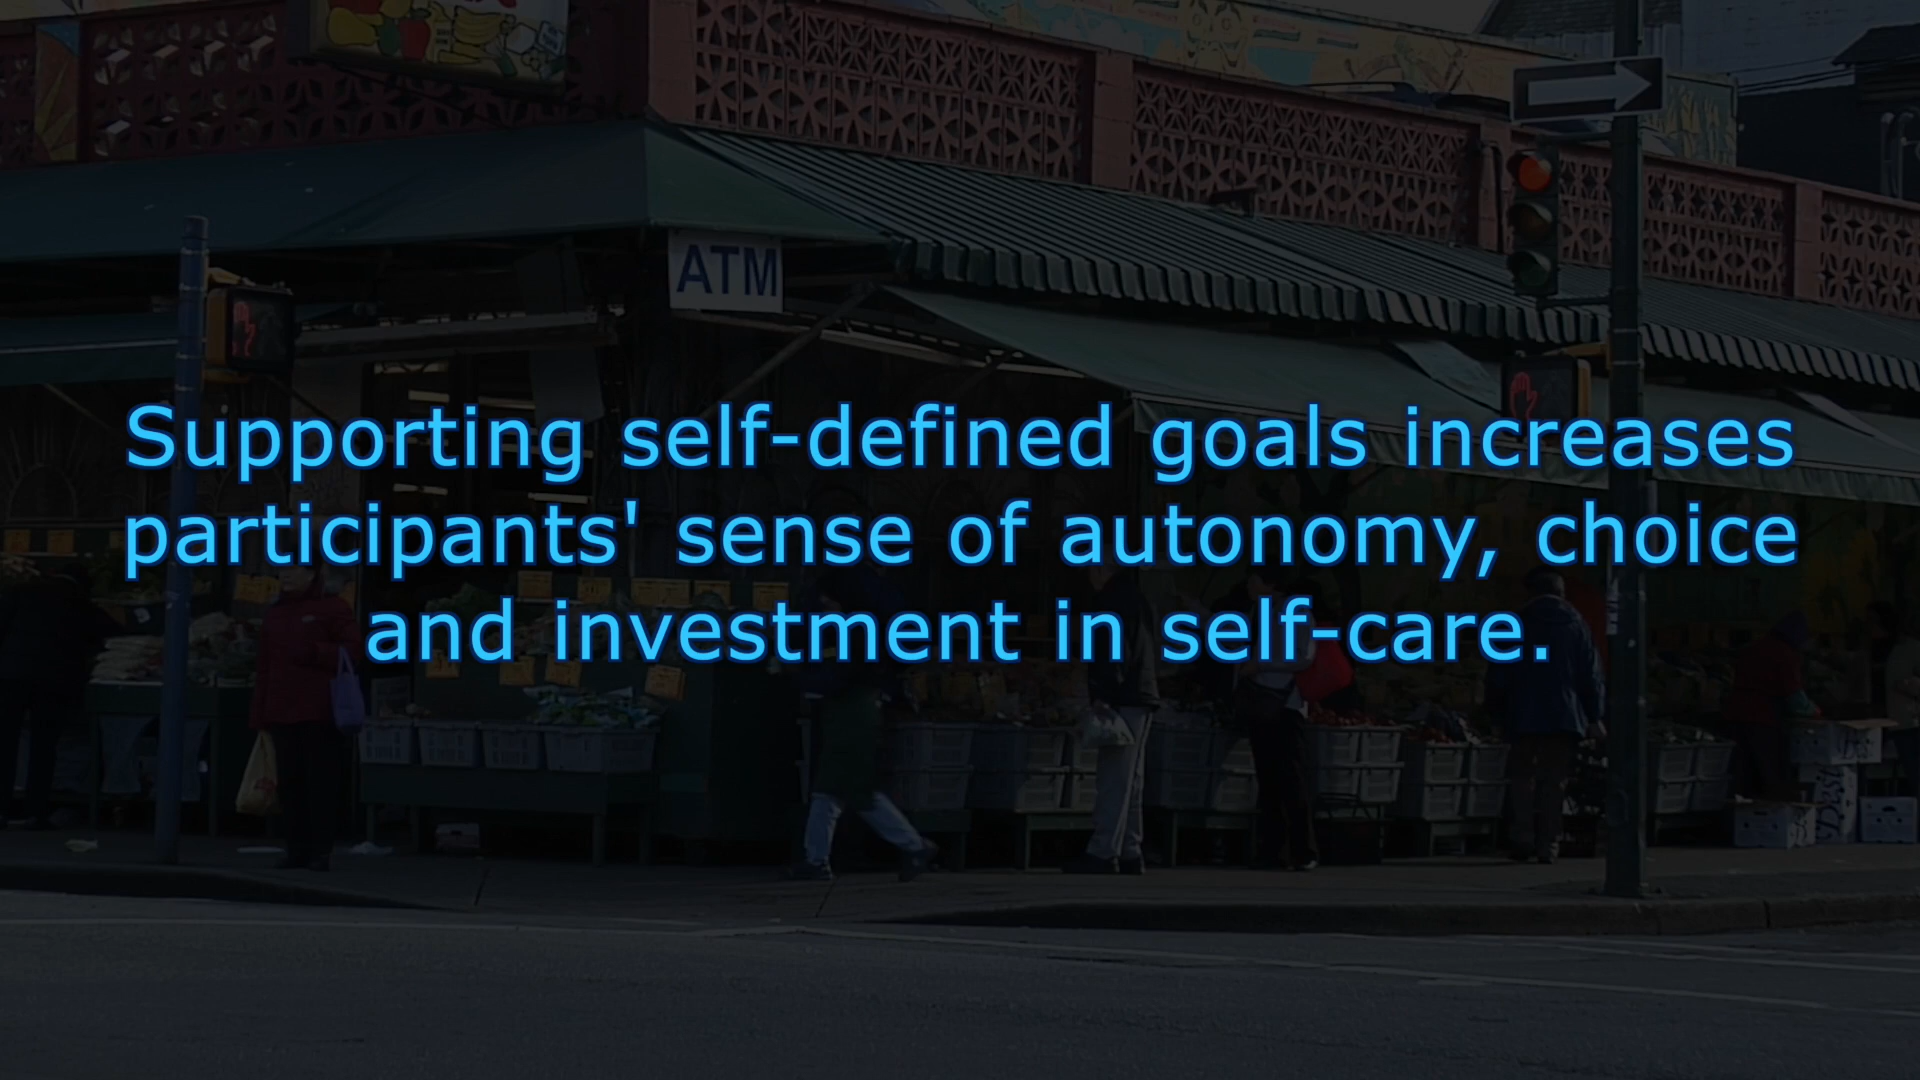 ATM
Supporting self-defined goals increases
participants' sense of autonomy, choice
and investment in self-care.